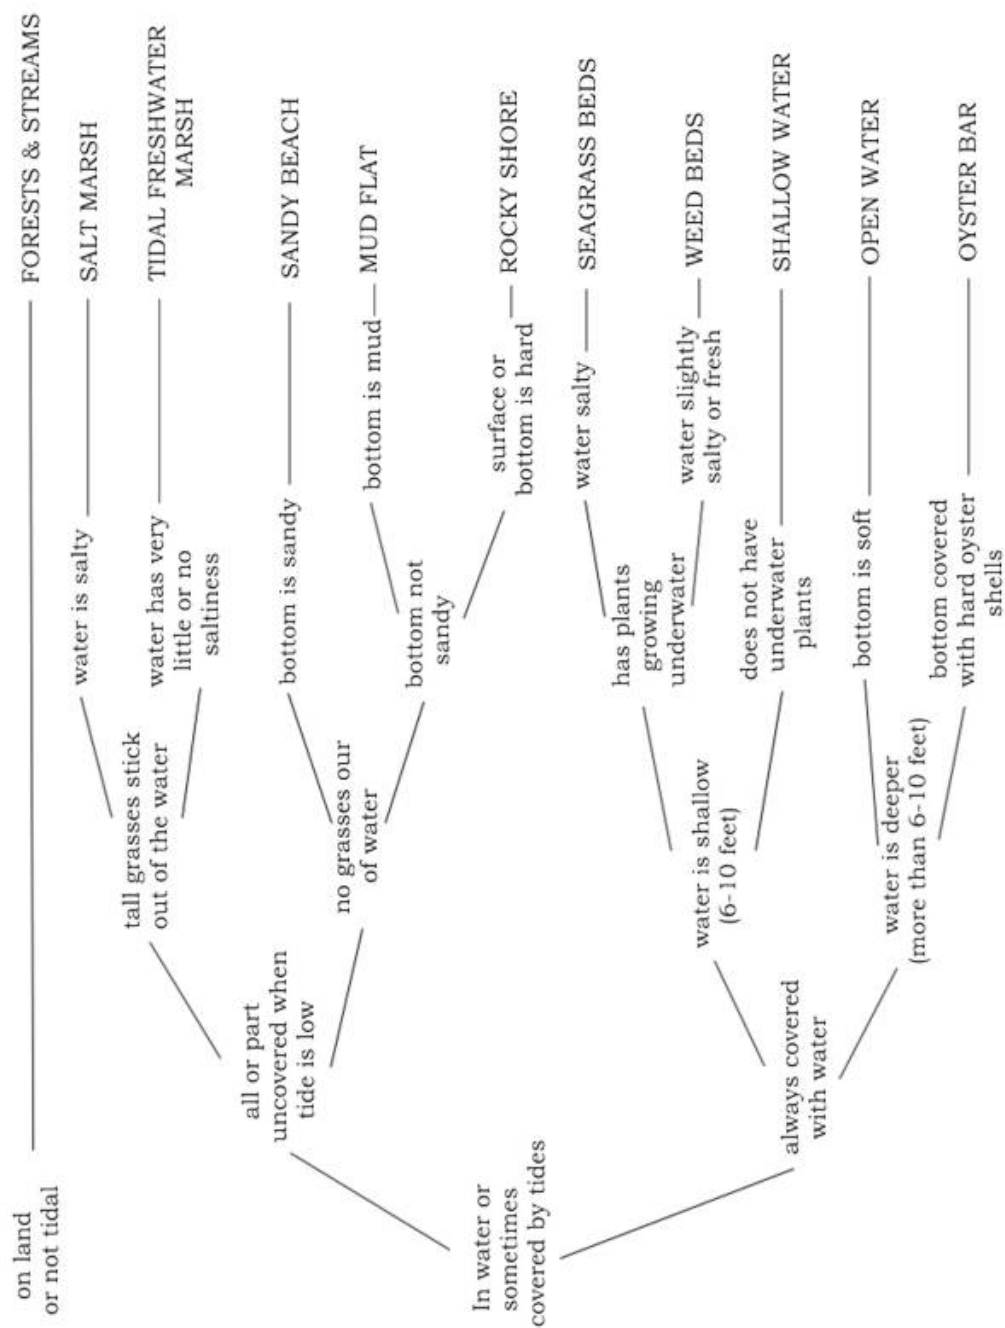 on land
or not tidal
FORESTS & STREAMS
In water or
sometimes
covered by tides
all or part
uncovered when
tide is low
tall grasses stick
out of the water
water is salty
SALT MARSH
water has very
little or no
saltiness
TIDAL FRESHWATER
MARSH
no grasses our
of water
bottom is sandy
SANDY BEACH
bottom not
sandy
bottom is mud
MUD FLAT
surface or
bottom is hard
ROCKY SHORE
always covered
with water
water is shallow
(6-10 feet)
has plants
growing
underwater
water salty
SEAGRASS BEDS
water slightly
salty or fresh
WEED BEDS
does not have
underwater
plants
SHALLOW WATER
water is deeper
(more than 6-10 feet)
bottom is soft
OPEN WATER
bottom covered
with hard oyster
shells
OYSTER BAR